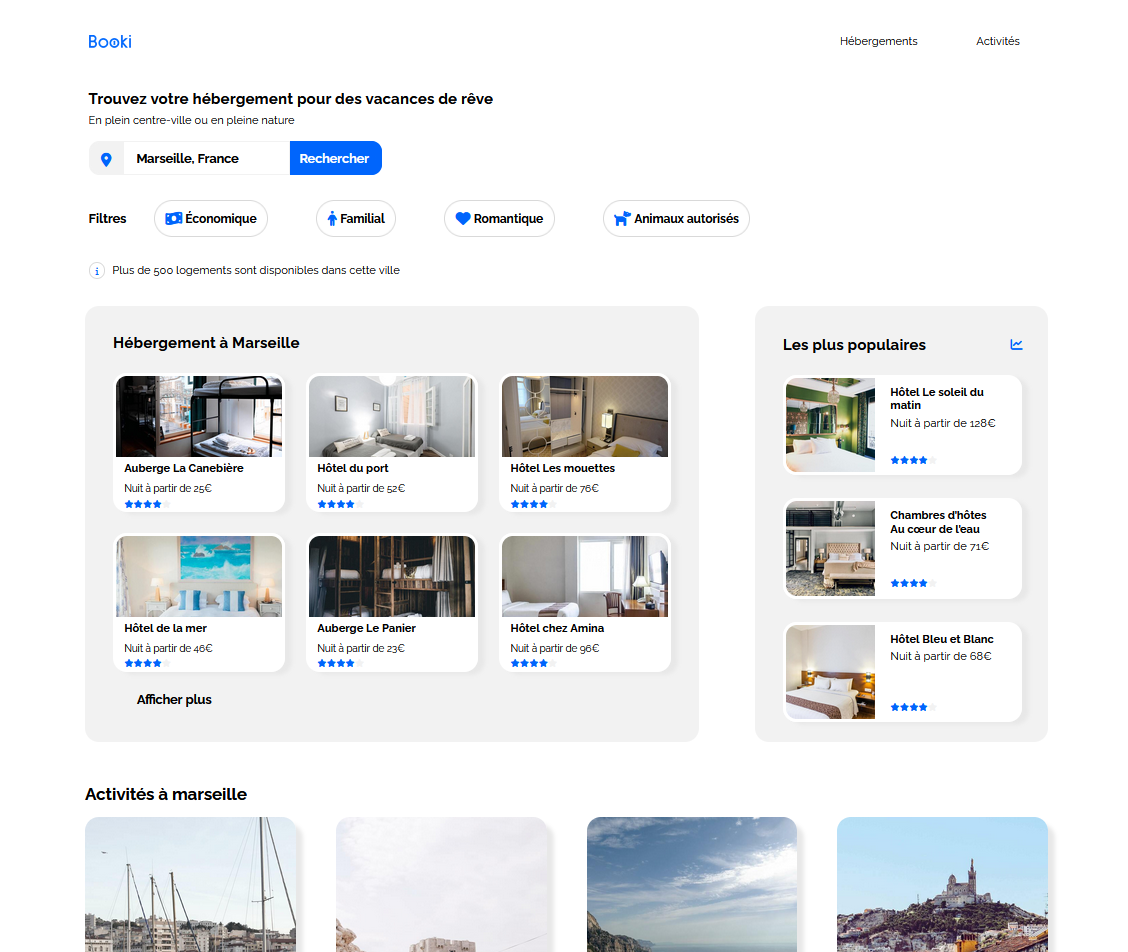 Booki
Hébergements
Activités
Trouvez votre hébergement pour des vacances de rêve
En plein centre-ville ou en pleine nature
Marseille, France
Rechercher
Filtres
Économique
Familial
Romantique
Animaux autorisés
i
Plus de 500 logements sont disponibles dans cette ville
Hébergement à Marseille
Auberge La Canebière
Nuit à partir de 25€
Hôtel du port
Nuit à partir de 52€
Hôtel Les mouettes
Nuit à partir de 76€
Hôtel de la mer
Nuit à partir de 46€
Auberge Le Panier
Nuit à partir de 23€
Hôtel chez Amina
Nuit à partir de 96€
Afficher plus
Les plus populaires
Hôtel Le soleil du
matin
Nuit à partir de 128€
Chambres d'hôtes
Au cœur de l'eau
Nuit à partir de 71€
Hôtel Bleu et Blanc
Nuit à partir de 68€
Activités à marseille